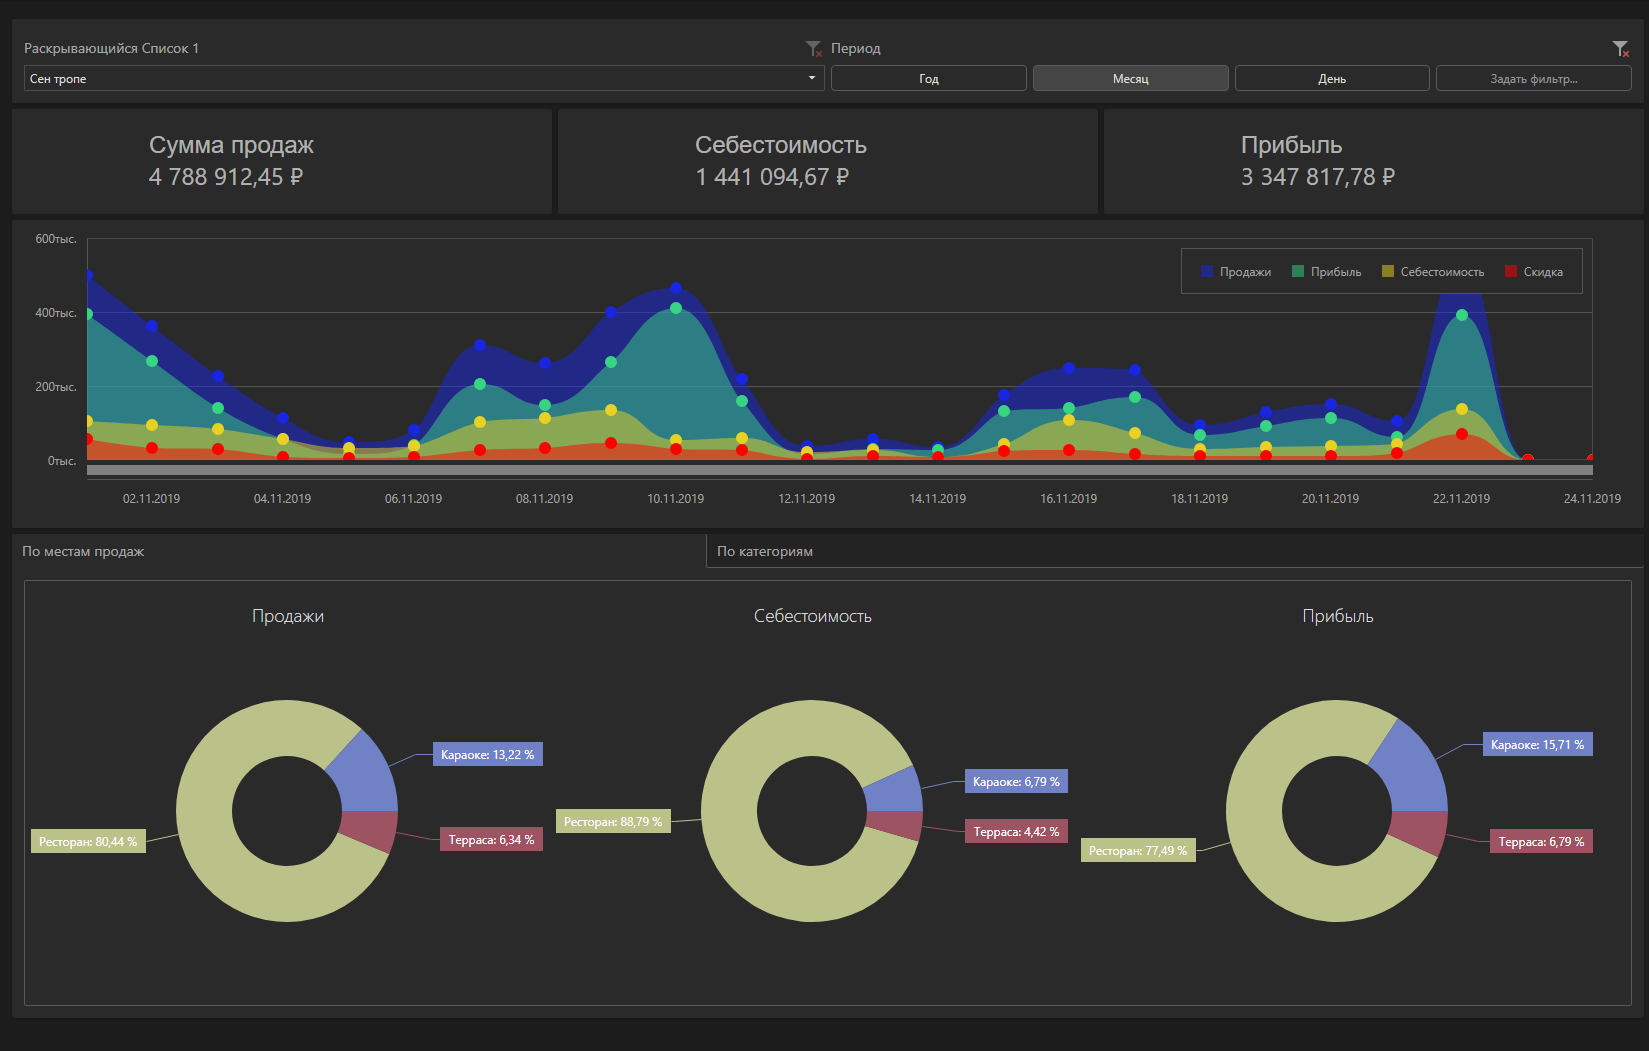 Раскрывающийся Список 1
Период
Сен тропе
Год
Месяц
День
Задать фильтр...
Сумма продаж
4 788 912,45 ₽
Себестоимость
1 441 094,67 ₽
Прибыль
3 347 817,78 ₽
600тыс.
400тыс.
200тыс.
0тыс.
Продажи
Прибыль
Себестоимость
Скидка
02.11.2019
04.11.2019
06.11.2019
08.11.2019
10.11.2019
12.11.2019
14.11.2019
16.11.2019
18.11.2019
20.11.2019
22.11.2019
24.11.2019
По местам продаж
По категориям
Продажи
Караоке: 13,22 %
Ресторан: 80,44 %
Терраса: 6,34 %
Себестоимость
Караоке: 6,79 %
Ресторан: 88,79 %
Терраса: 4,42 %
Прибыль
Караоке: 15,71 %
Ресторан: 77,49 %
Терраса: 6,79 %